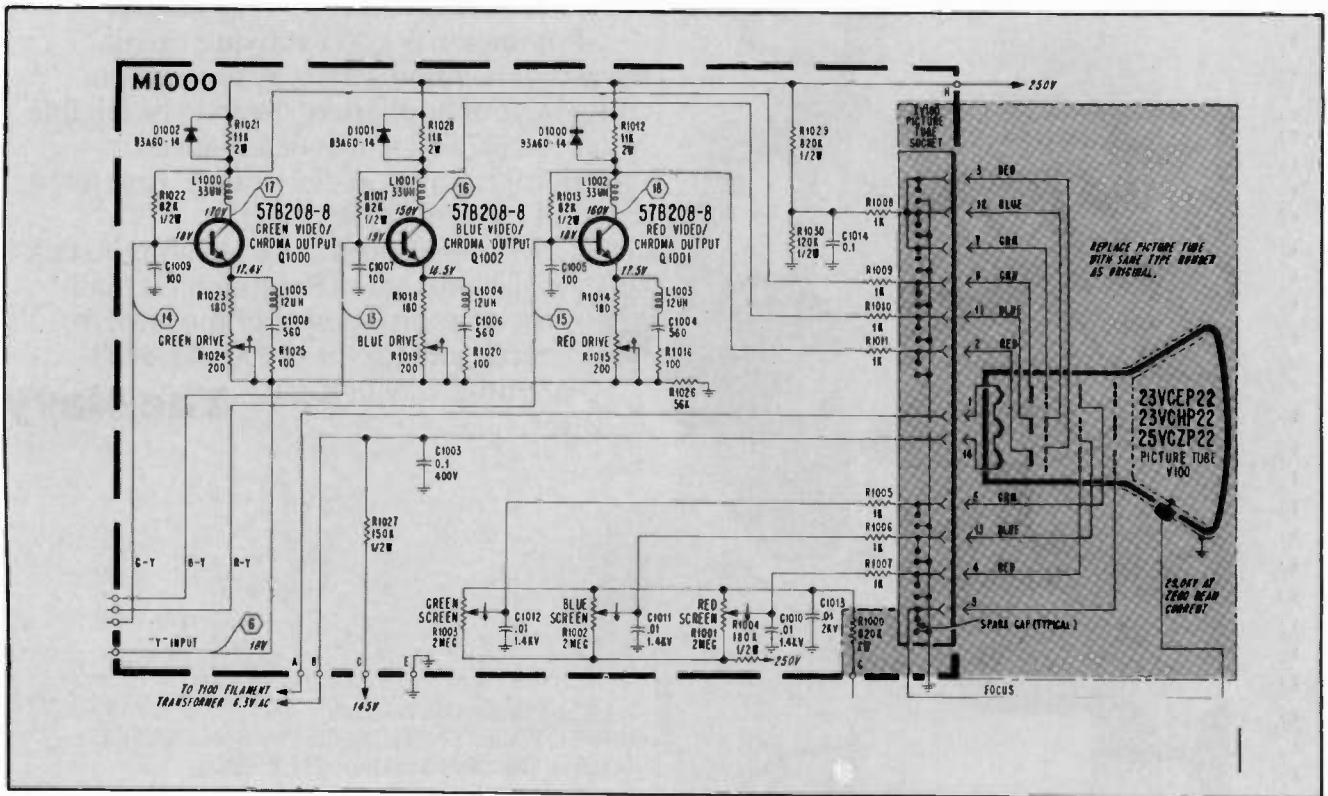 M1000
H
250V
D1002
93A60-14
R1021
11K
2W
D1001
93A60-14
R1028
11K
2W
D1000
93A60-14
R1012
11K
2W
R1029
820K
1/2W
PICTURE
TUBE
SOCKET
R1022
82K
1/2W
L1000
33UH
17
170V
18V
57B208-8
GREEN VIDEO/
CHROMA OUTPUT
Q1000
R1017
82K
1/2W
L1001
33UH
16
150V
19V
57B208-8
BLUE VIDEO/
CHROMA OUTPUT
Q1002
R1013
82K
1/2W
L1002
33UH
18
160V
18V
57B208-8
RED VIDEO/
CHROMA OUTPUT
Q1001
R1030
120K
1/2W
C1014
0.1
R1008
1K
3 RED
12 BLUE
7 GRN
REPLACE PICTURE TUBE
WITH SAME TYPE NUMBER
AS ORIGINAL.
C1009
100
17.4V
C1007
100
16.5V
C1005
100
17.5V
R1009
1K
6 GRN
R1010
1K
11 BLUE
R1011
1K
2 RED
14
R1023
180
L1005
12UH
C1008
560
13
R1018
180
L1004
12UH
C1006
560
15
R1014
180
L1003
12UH
C1004
560
GREEN DRIVE
R1024
200
R1025
100
BLUE DRIVE
R1019
200
R1020
100
RED DRIVE
R1015
200
R1016
100
R1026
56K
1
14
23VCEP22
23VCHP22
25VCZP22
PICTURE TUBE
V100
C1003
0.1
400V
R1027
150K
1/2W
R1005
1K
5 GRN
R1006
1K
13 BLUE
R1007
1K
4 RED
G-Y
B-Y
R-Y
GREEN
SCREEN
R1003
2MEG
C1012
.01
1.4KV
BLUE
SCREEN
R1002
2MEG
C1011
.01
1.4KV
RED
SCREEN
R1001
2MEG
R1004
180K
1/2W
C1010
.01
1.4KV
C1013
.01
2KV
R1000
820K
9
SPARK GAP (TYPICAL)
AT
ZERO BEAM
CURRENT
6
"Y" INPUT
18V
250V
A
B
C
E
G
TO T100 FILAMENT
TRANSFORMER 6.3V AC
145V
FOCUS